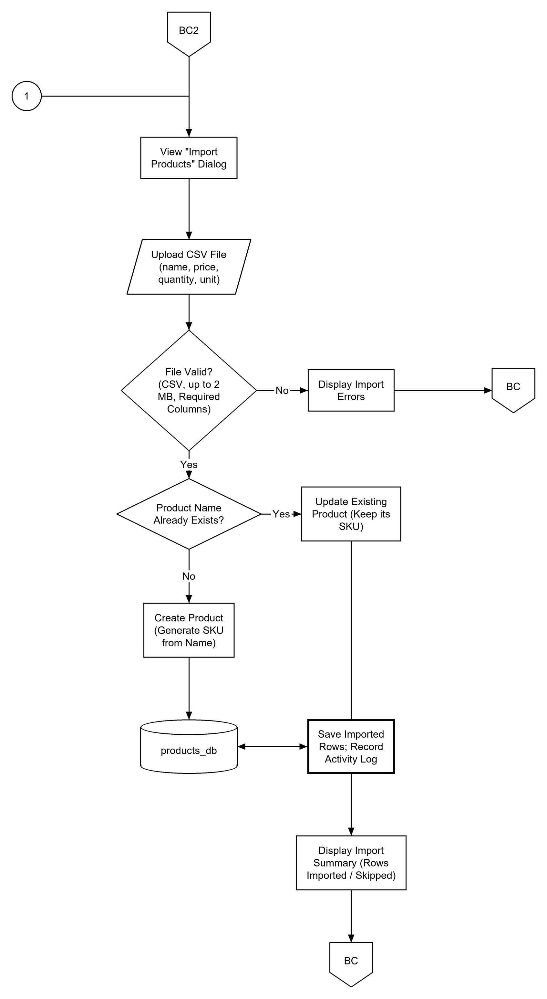 BC2
1
View "Import
Products" Dialog
Upload CSV File
(name, price,
quantity, unit)
File Valid?
(CSV, up to 2
MB, Required
Columns)
No
Display Import
Errors
BC
Yes
Product Name
Already Exists?
Yes
Update Existing
Product (Keep its
SKU)
No
Create Product
(Generate SKU
from Name)
products_db
Save Imported
Rows; Record
Activity Log
Display Import
Summary (Rows
Imported / Skipped)
BC